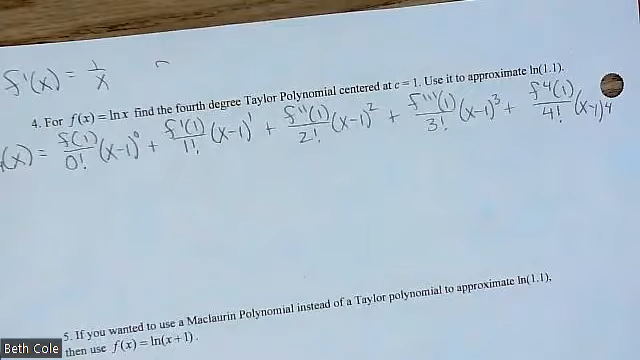 f'(x) = 1/x
4. For f(x) = ln x find the fourth degree Taylor Polynomial centered at c = 1. Use it to approximate ln(1.1).
(x) = f(1)/0! (x-1)^0 + f'(1)/1! (x-1)^1 + f''(1)/2! (x-1)^2 + f'''(1)/3! (x-1)^3 + f^4(1)/4! (x-1)^4
5. If you wanted to use a Maclaurin Polynomial instead of a Taylor polynomial to approximate ln(1.1),
then use f(x) = ln(x+1).
Beth Cole